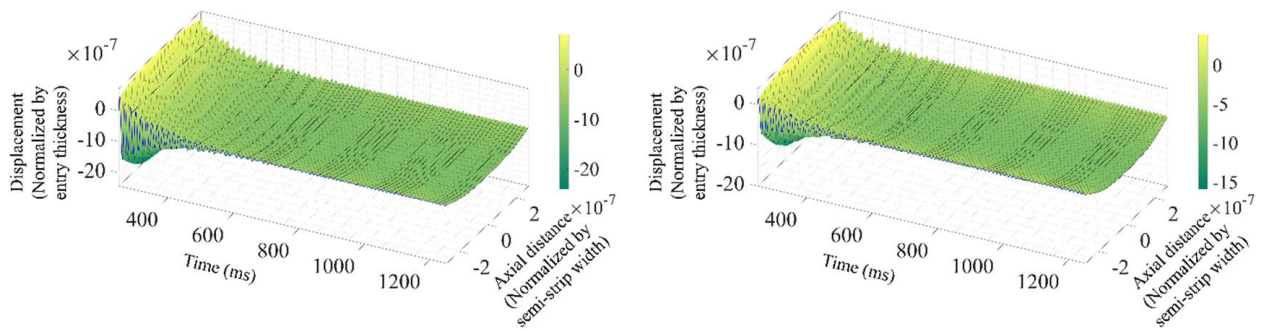 ×10⁻⁷
Displacement
(Normalized by
entry thickness)
0
-10
-20
400
600
800
1000
1200
Time (ms)
2
0
-2
×10⁻⁷
Axial distance
(Normalized by
semi-strip width)
0
-10
-20
×10⁻⁷
Displacement
(Normalized by
entry thickness)
0
-10
-20
400
600
800
1000
1200
Time (ms)
2
0
-2
×10⁻⁷
Axial distance
(Normalized by
semi-strip width)
0
-5
-10
-15